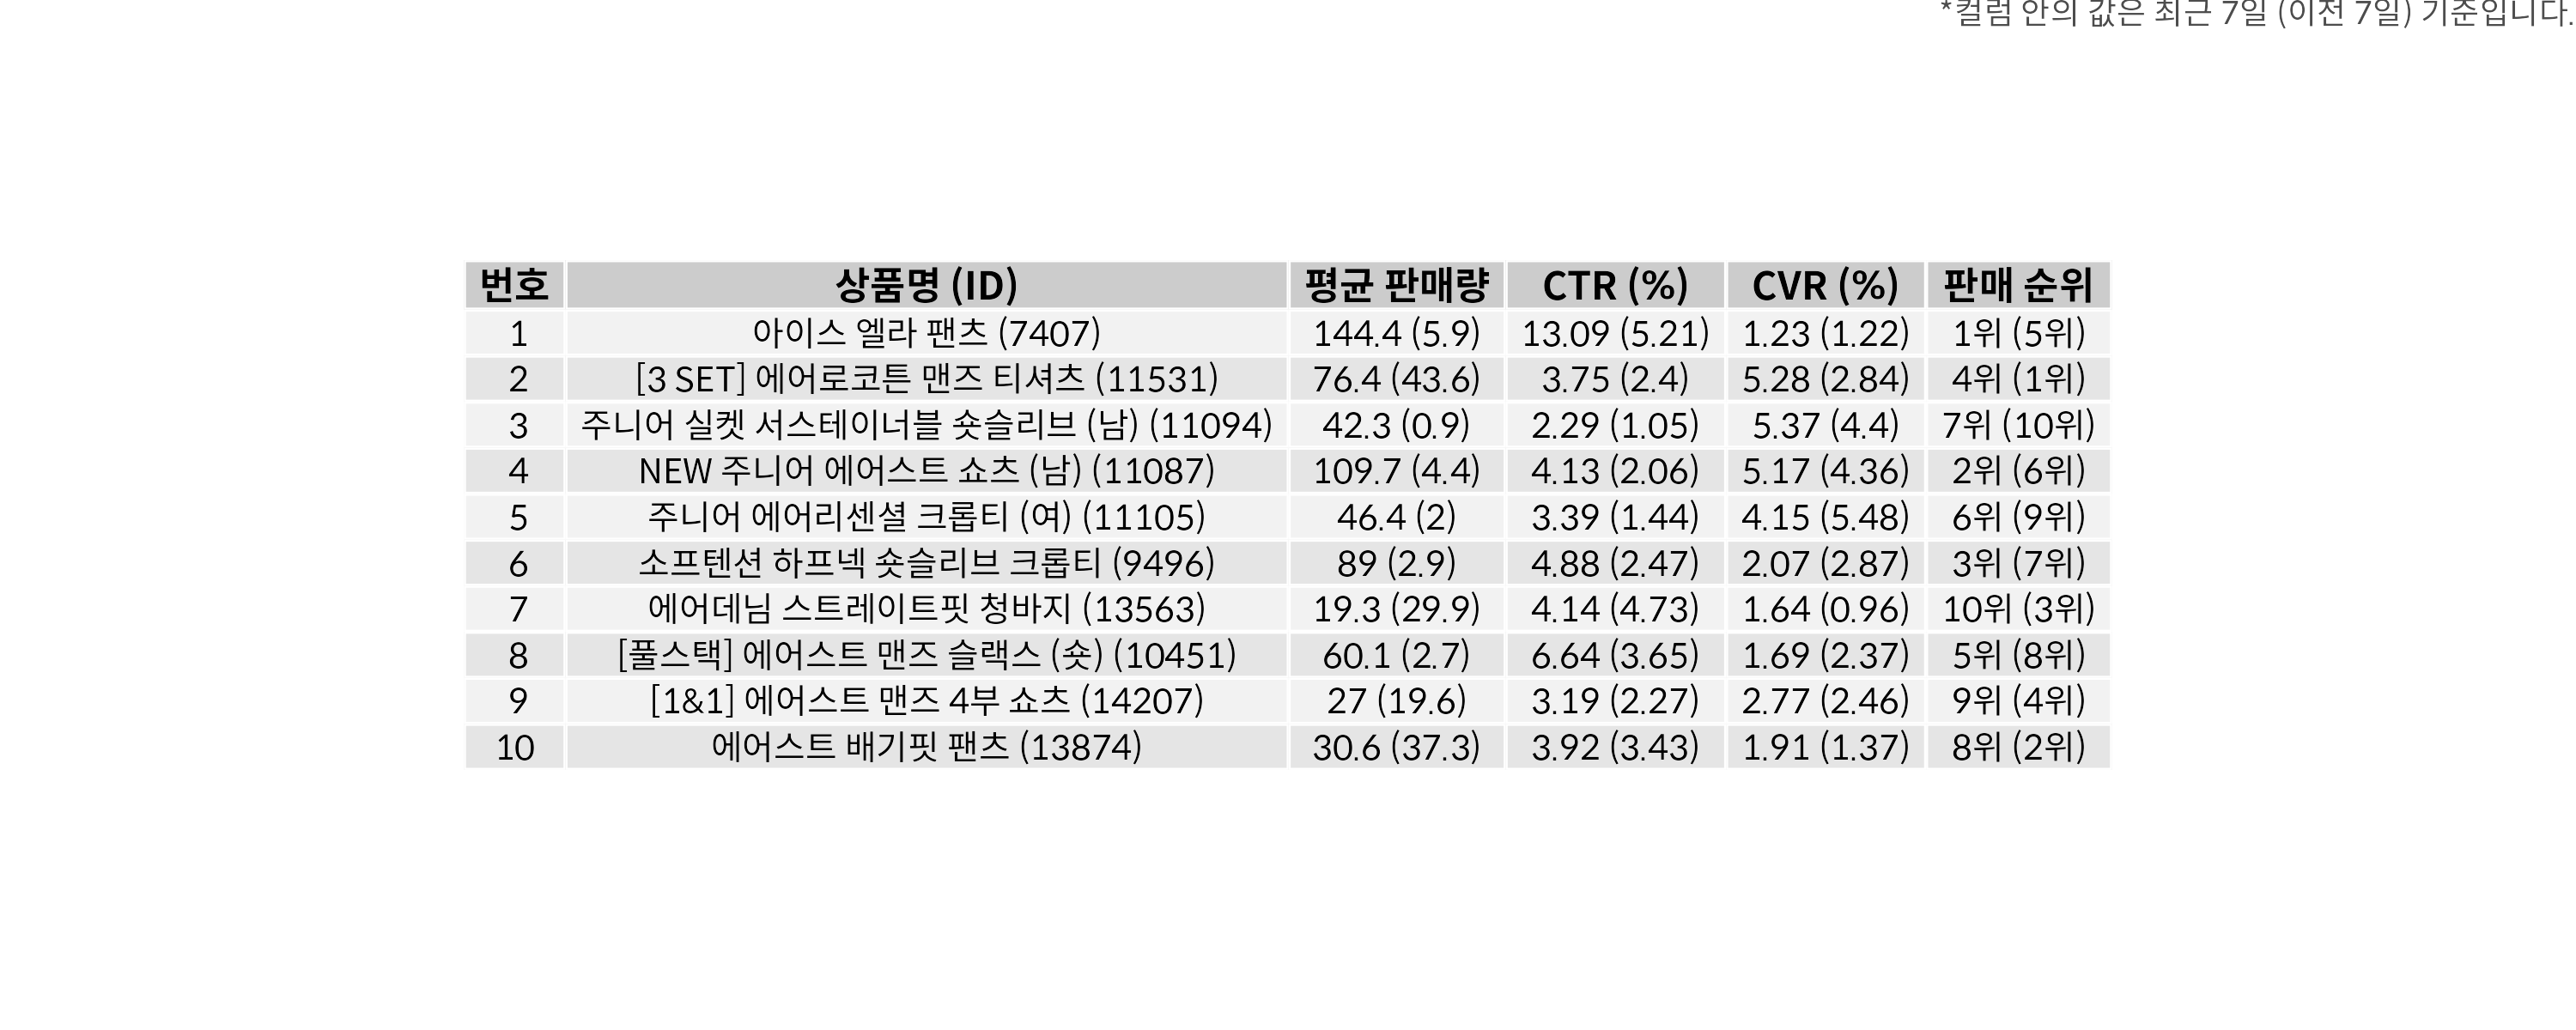 *컬럼 안의 값은 최근 7일 (이전 7일) 기준입니다.
번호 상품명 (ID) 평균 판매량 CTR (%) CVR (%) 판매 순위
1 아이스 엘라 팬츠 (7407) 144.4 (5.9) 13.09 (5.21) 1.23 (1.22) 1위 (5위)
2 [3 SET] 에어로코튼 맨즈 티셔츠 (11531) 76.4 (43.6) 3.75 (2.4) 5.28 (2.84) 4위 (1위)
3 주니어 실켓 서스테이너블 숏슬리브 (남) (11094) 42.3 (0.9) 2.29 (1.05) 5.37 (4.4) 7위 (10위)
4 NEW 주니어 에어스트 쇼츠 (남) (11087) 109.7 (4.4) 4.13 (2.06) 5.17 (4.36) 2위 (6위)
5 주니어 에어리센셜 크롭티 (여) (11105) 46.4 (2) 3.39 (1.44) 4.15 (5.48) 6위 (9위)
6 소프텐션 하프넥 숏슬리브 크롭티 (9496) 89 (2.9) 4.88 (2.47) 2.07 (2.87) 3위 (7위)
7 에어데님 스트레이트핏 청바지 (13563) 19.3 (29.9) 4.14 (4.73) 1.64 (0.96) 10위 (3위)
8 [풀스택] 에어스트 맨즈 슬랙스 (숏) (10451) 60.1 (2.7) 6.64 (3.65) 1.69 (2.37) 5위 (8위)
9 [1&1] 에어스트 맨즈 4부 쇼츠 (14207) 27 (19.6) 3.19 (2.27) 2.77 (2.46) 9위 (4위)
10 에어스트 배기핏 팬츠 (13874) 30.6 (37.3) 3.92 (3.43) 1.91 (1.37) 8위 (2위)